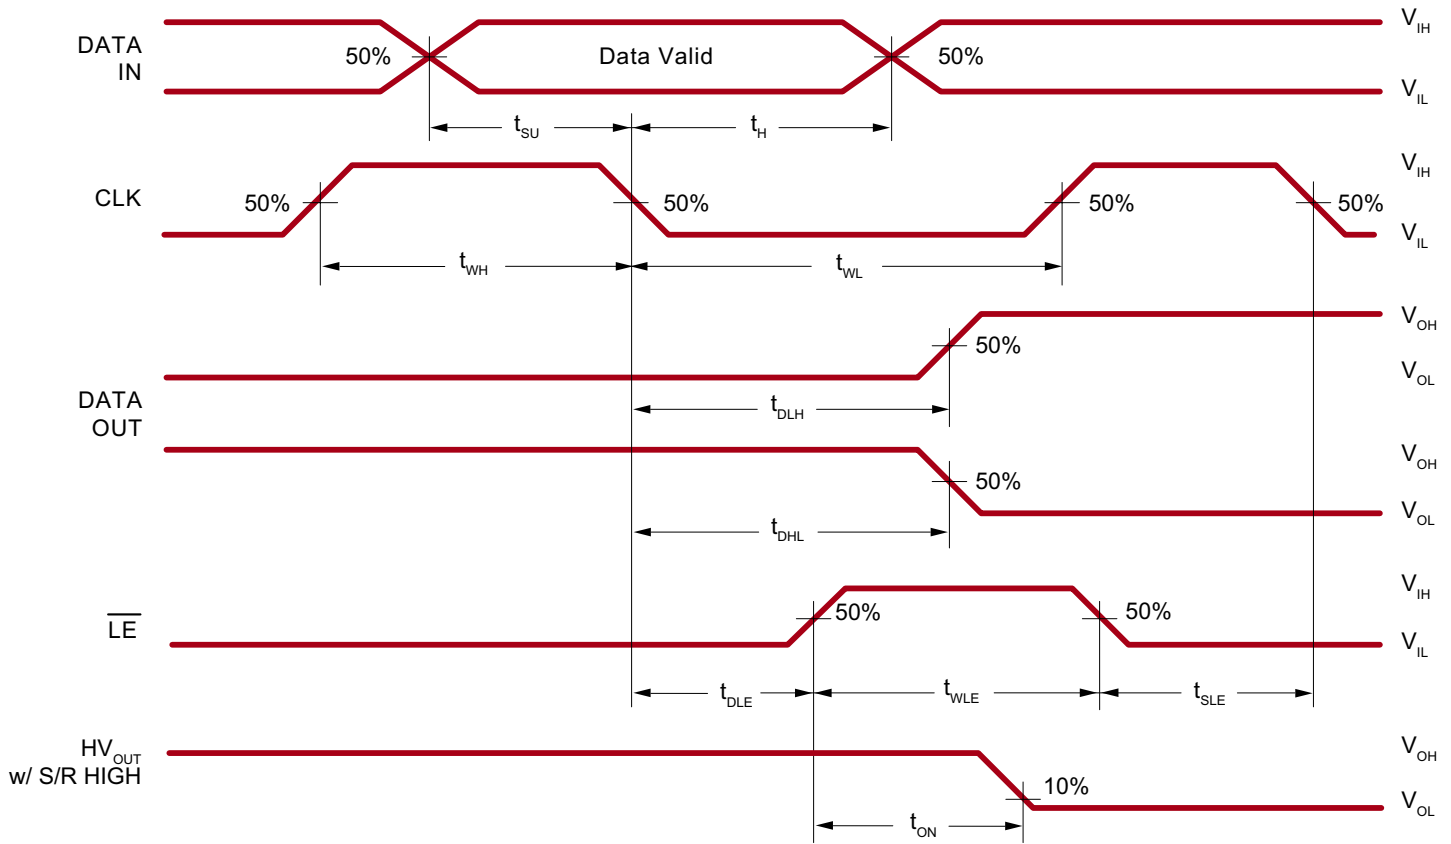 DATA
IN
50%
Data Valid
50%
V_IH
V_IL
t_SU
t_H
CLK
50%
50%
50%
50%
V_IH
V_IL
t_WH
t_WL
DATA
OUT
50%
V_OH
V_OL
t_DLH
50%
V_OH
V_OL
t_DHL
LE
50%
50%
V_IH
V_IL
t_DLE
t_WLE
t_SLE
HV_OUT
w/ S/R HIGH
10%
V_OH
V_OL
t_ON